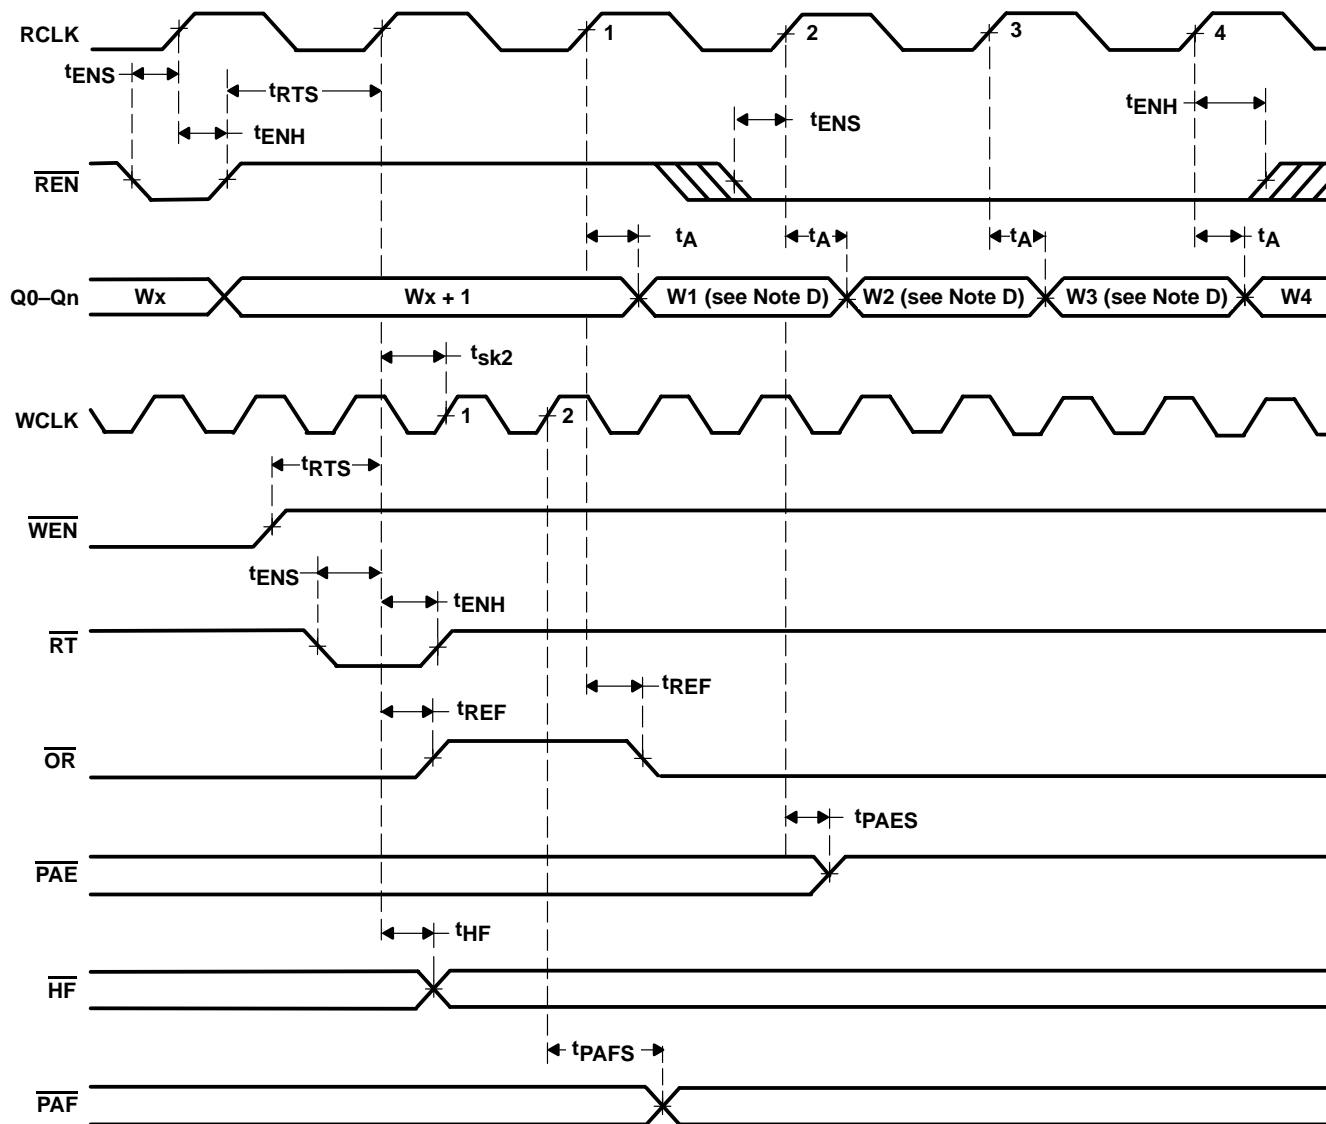 RCLK 1 2 3 4
tENS
tRTS
tENH
tENS
tENH
REN
tA tA tA tA
Q0–Qn Wx Wx + 1 W1 (see Note D) W2 (see Note D) W3 (see Note D) W4
tsk2
WCLK 1 2
tRTS
WEN
tENS
tENH
RT
tREF
tREF
OR
tPAES
PAE
tHF
HF
tPAFS
PAF